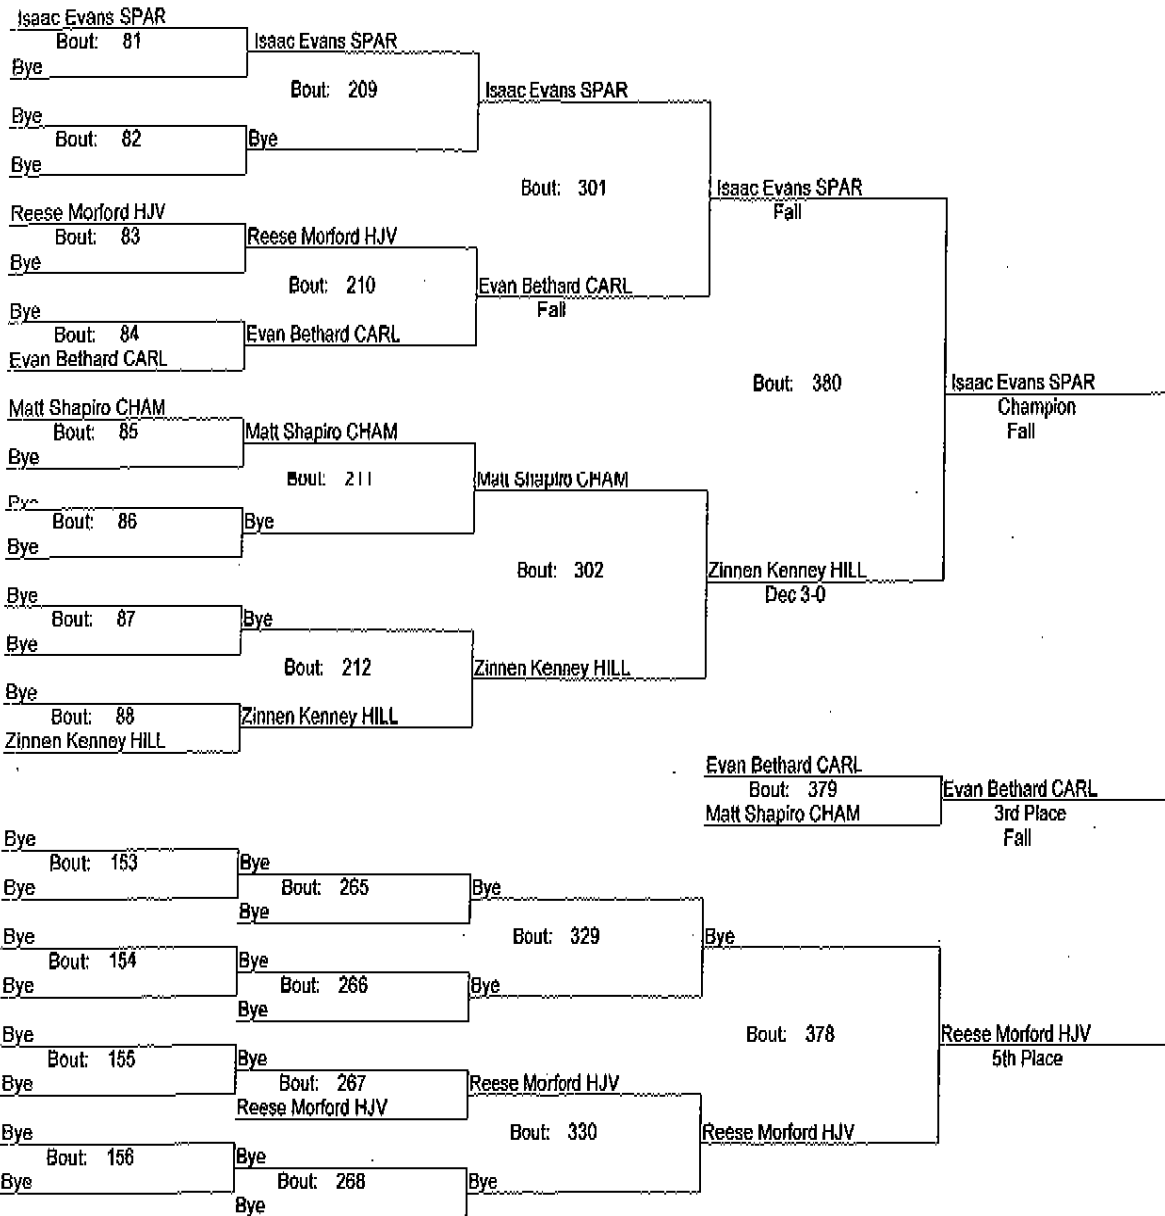 Isaac Evans SPAR
Bout: 81
Isaac Evans SPAR
Bye
Bout: 209
Isaac Evans SPAR
Bye
Bout: 82
Bye
Bye
Bout: 301
Isaac Evans SPAR
Fall
Reese Morford HJV
Bout: 83
Reese Morford HJV
Bye
Bout: 210
Evan Bethard CARL
Fall
Bye
Bout: 84
Evan Bethard CARL
Evan Bethard CARL
Bout: 380
Isaac Evans SPAR
Champion
Fall
Matt Shapiro CHAM
Bout: 85
Matt Shapiro CHAM
Bye
Bout: 211
Matt Shapiro CHAM
Bye
Bout: 86
Bye
Bye
Bout: 302
Zinnen Kenney HILL
Dec 3-0
Bye
Bout: 87
Bye
Bye
Bout: 212
Zinnen Kenney HILL
Bye
Bout: 88
Zinnen Kenney HILL
Zinnen Kenney HILL
Evan Bethard CARL
Bout: 379
Evan Bethard CARL
Matt Shapiro CHAM
3rd Place
Fall
Bye
Bout: 153
Bye
Bye
Bout: 265
Bye
Bye
Bye
Bout: 329
Bye
Bout: 154
Bye
Bye
Bout: 266
Bye
Bye
Bye
Bout: 378
Reese Morford HJV
5th Place
Bye
Bout: 155
Bye
Bye
Bout: 267
Reese Morford HJV
Reese Morford HJV
Bout: 330
Reese Morford HJV
Bye
Bout: 156
Bye
Bye
Bout: 268
Bye
Bye